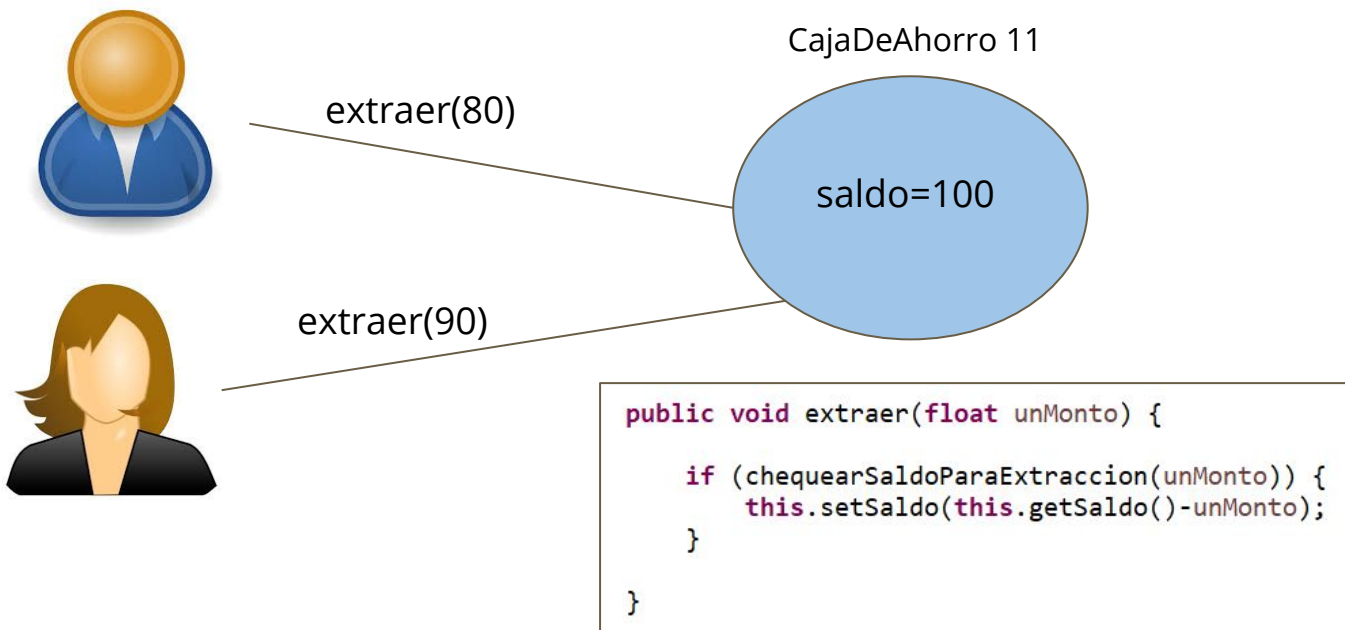 CajaDeAhorro 11
extraer(80)
saldo=100
extraer(90)
public void extraer(float unMonto) {
if (chequearSaldoParaExtraccion(unMonto)) {
this.setSaldo(this.getSaldo()-unMonto);
}
}